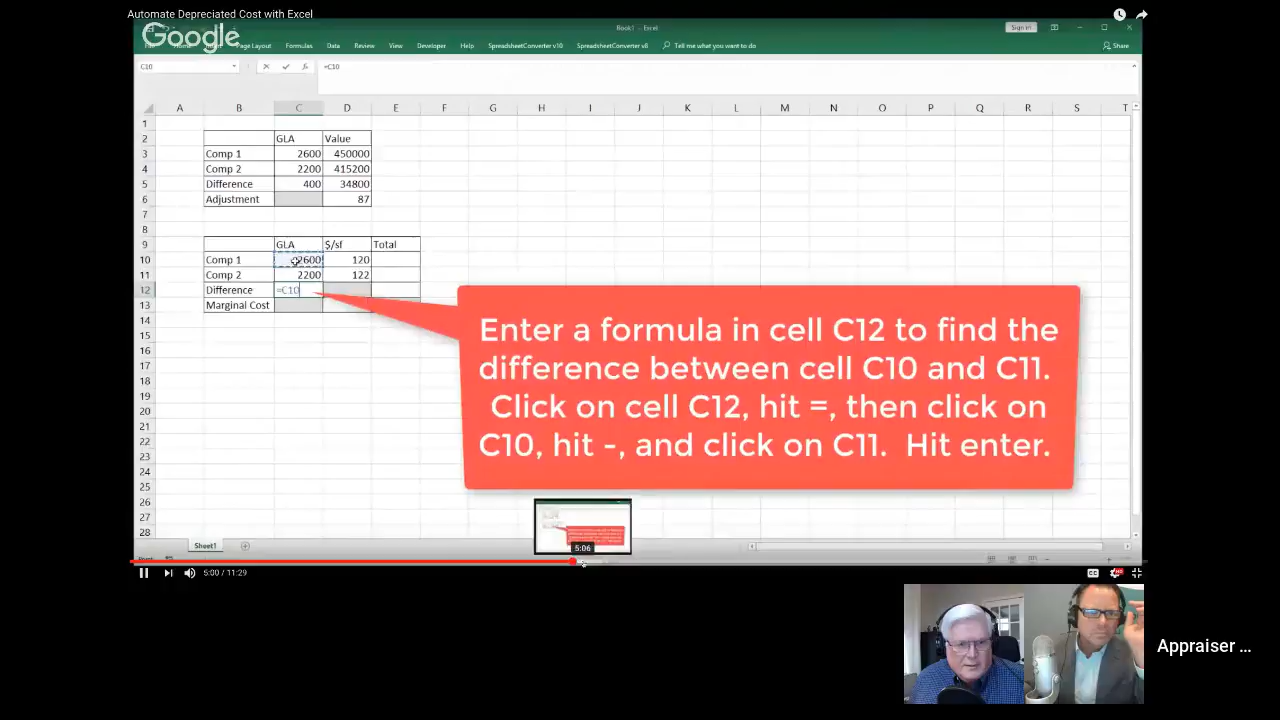 Automate Depreciated Cost with Excel
Google
Book1 - Excel
Sign in
Page Layout Formulas Data Review View Developer Help SpreadsheetConverter v10 SpreadsheetConverter v8 Tell me what you want to do Share
C10 =C10
A B C D E F G H I J K L M N O P Q R S T
1
2 GLA Value
3 Comp 1 2600 450000
4 Comp 2 2200 415200
5 Difference 400 34800
6 Adjustment 87
7
8
9 GLA $/sf Total
10 Comp 1 2600 120
11 Comp 2 2200 122
12 Difference =C10
13 Marginal Cost
14
15
16
17
18
19
20
21
22
23
24
25
26
27
28
Enter a formula in cell C12 to find the
difference between cell C10 and C11.
Click on cell C12, hit =, then click on
C10, hit -, and click on C11. Hit enter.
5:06
Sheet1
5:00 / 11:29
CC HD
Appraiser ...